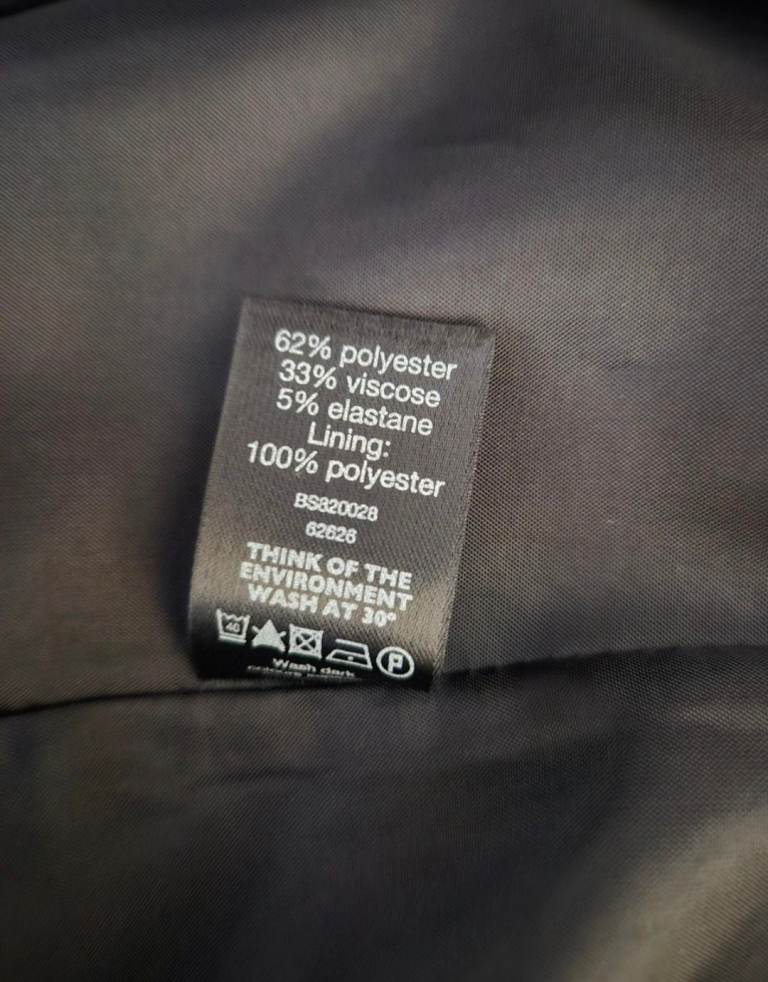 62% polyester
33% viscose
5% elastane
Lining:
100% polyester
BS820028
62626
THINK OF THE
ENVIRONMENT
WASH AT 30°
40 P
Wash dark